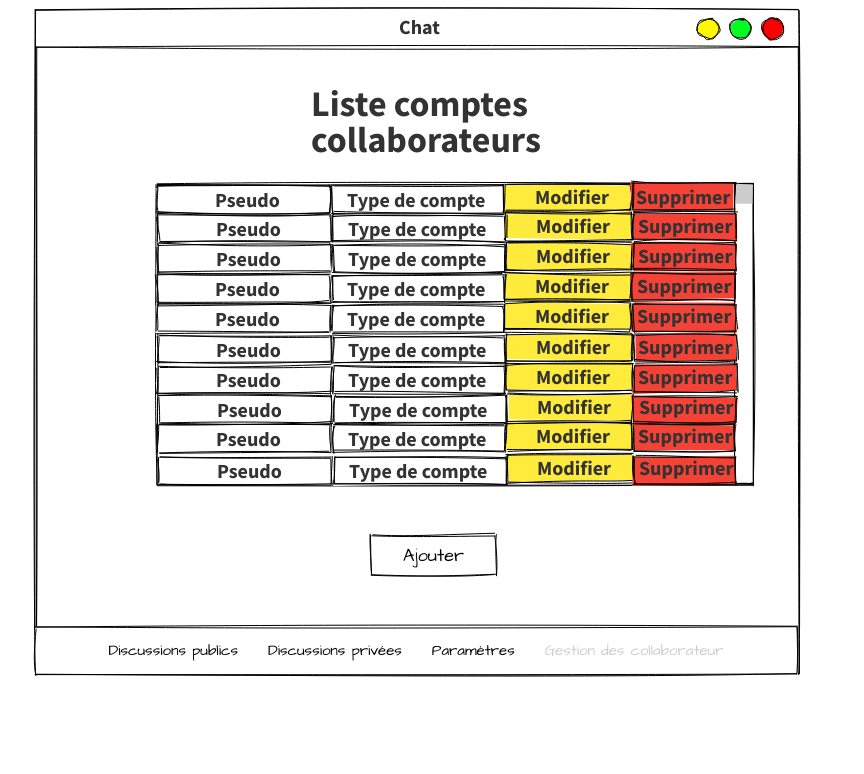 Chat
Liste comptes
collaborateurs
Pseudo Type de compte Modifier Supprimer
Pseudo Type de compte Modifier Supprimer
Pseudo Type de compte Modifier Supprimer
Pseudo Type de compte Modifier Supprimer
Pseudo Type de compte Modifier Supprimer
Pseudo Type de compte Modifier Supprimer
Pseudo Type de compte Modifier Supprimer
Pseudo Type de compte Modifier Supprimer
Pseudo Type de compte Modifier Supprimer
Pseudo Type de compte Modifier Supprimer
Ajouter
Discussions publics Discussions privées Paramètres Gestion des collaborateur